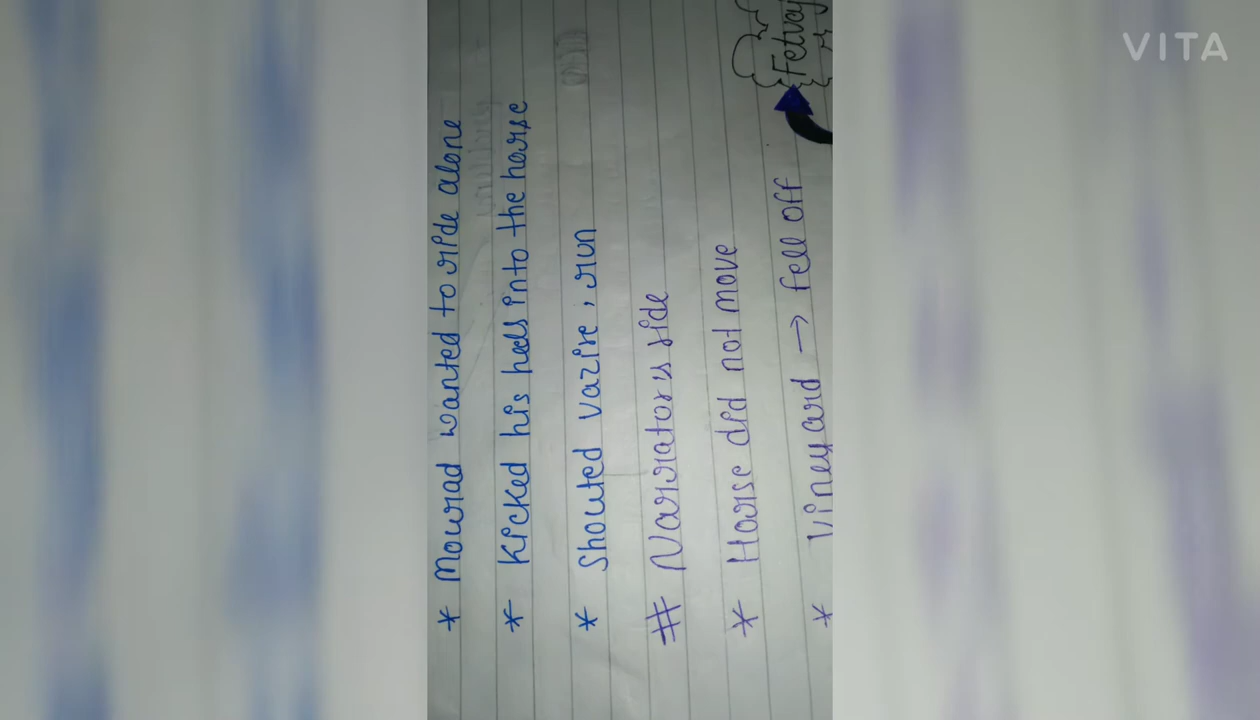 * Mourad wanted to ride alone
* Kicked his heels into the horse
* Shouted vazire, run
# Narrator's side
* Horse did not move
* Vineyard → fell off
Fetvaj
VITA